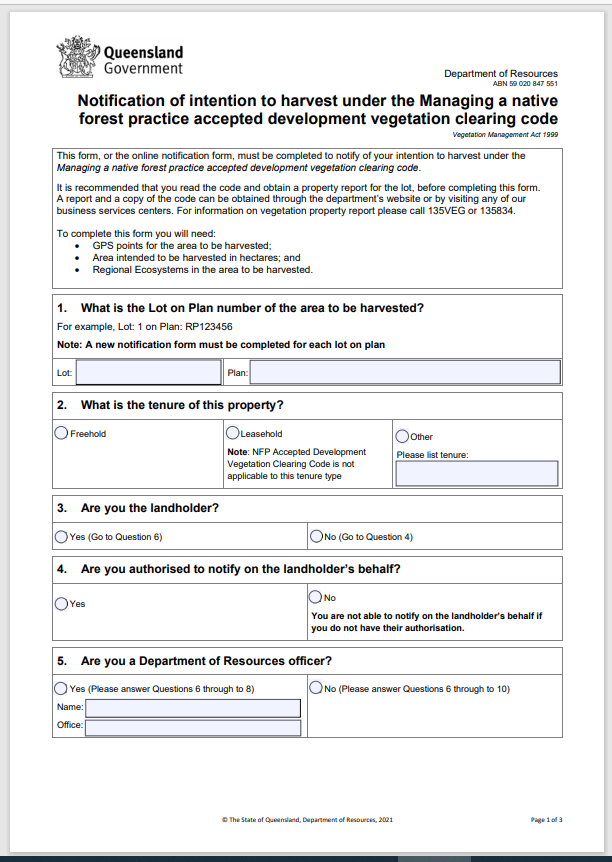 Queensland
Government
Department of Resources
ABN 59 020 847 551
Notification of intention to harvest under the Managing a native
forest practice accepted development vegetation clearing code
Vegetation Management Act 1999
This form, or the online notification form, must be completed to notify of your intention to harvest under the
Managing a native forest practice accepted development vegetation clearing code.
It is recommended that you read the code and obtain a property report for the lot, before completing this form.
A report and a copy of the code can be obtained through the department's website or by visiting any of our
business services centers. For information on vegetation property report please call 135VEG or 135834.
To complete this form you will need:
• GPS points for the area to be harvested;
• Area intended to be harvested in hectares; and
• Regional Ecosystems in the area to be harvested.
1. What is the Lot on Plan number of the area to be harvested?
For example, Lot: 1 on Plan: RP123456
Note: A new notification form must be completed for each lot on plan
Lot: Plan:
2. What is the tenure of this property?
Freehold
Leasehold
Note: NFP Accepted Development
Vegetation Clearing Code is not
applicable to this tenure type
Other
Please list tenure:
3. Are you the landholder?
Yes (Go to Question 6)
No (Go to Question 4)
4. Are you authorised to notify on the landholder's behalf?
Yes
No
You are not able to notify on the landholder's behalf if
you do not have their authorisation.
5. Are you a Department of Resources officer?
Yes (Please answer Questions 6 through to 8)
Name:
Office:
No (Please answer Questions 6 through to 10)
© The State of Queensland, Department of Resources, 2021
Page 1 of 3